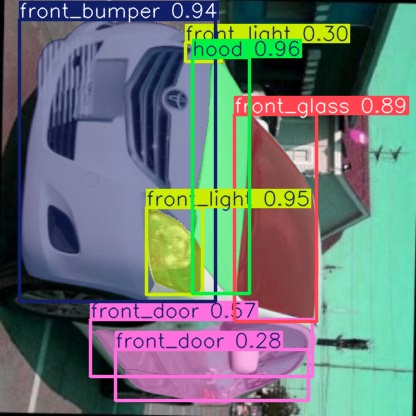 front_bumper 0.94
front_light 0.30
hood 0.96
front_glass 0.89
front_light 0.95
front_door 0.57
front_door 0.28